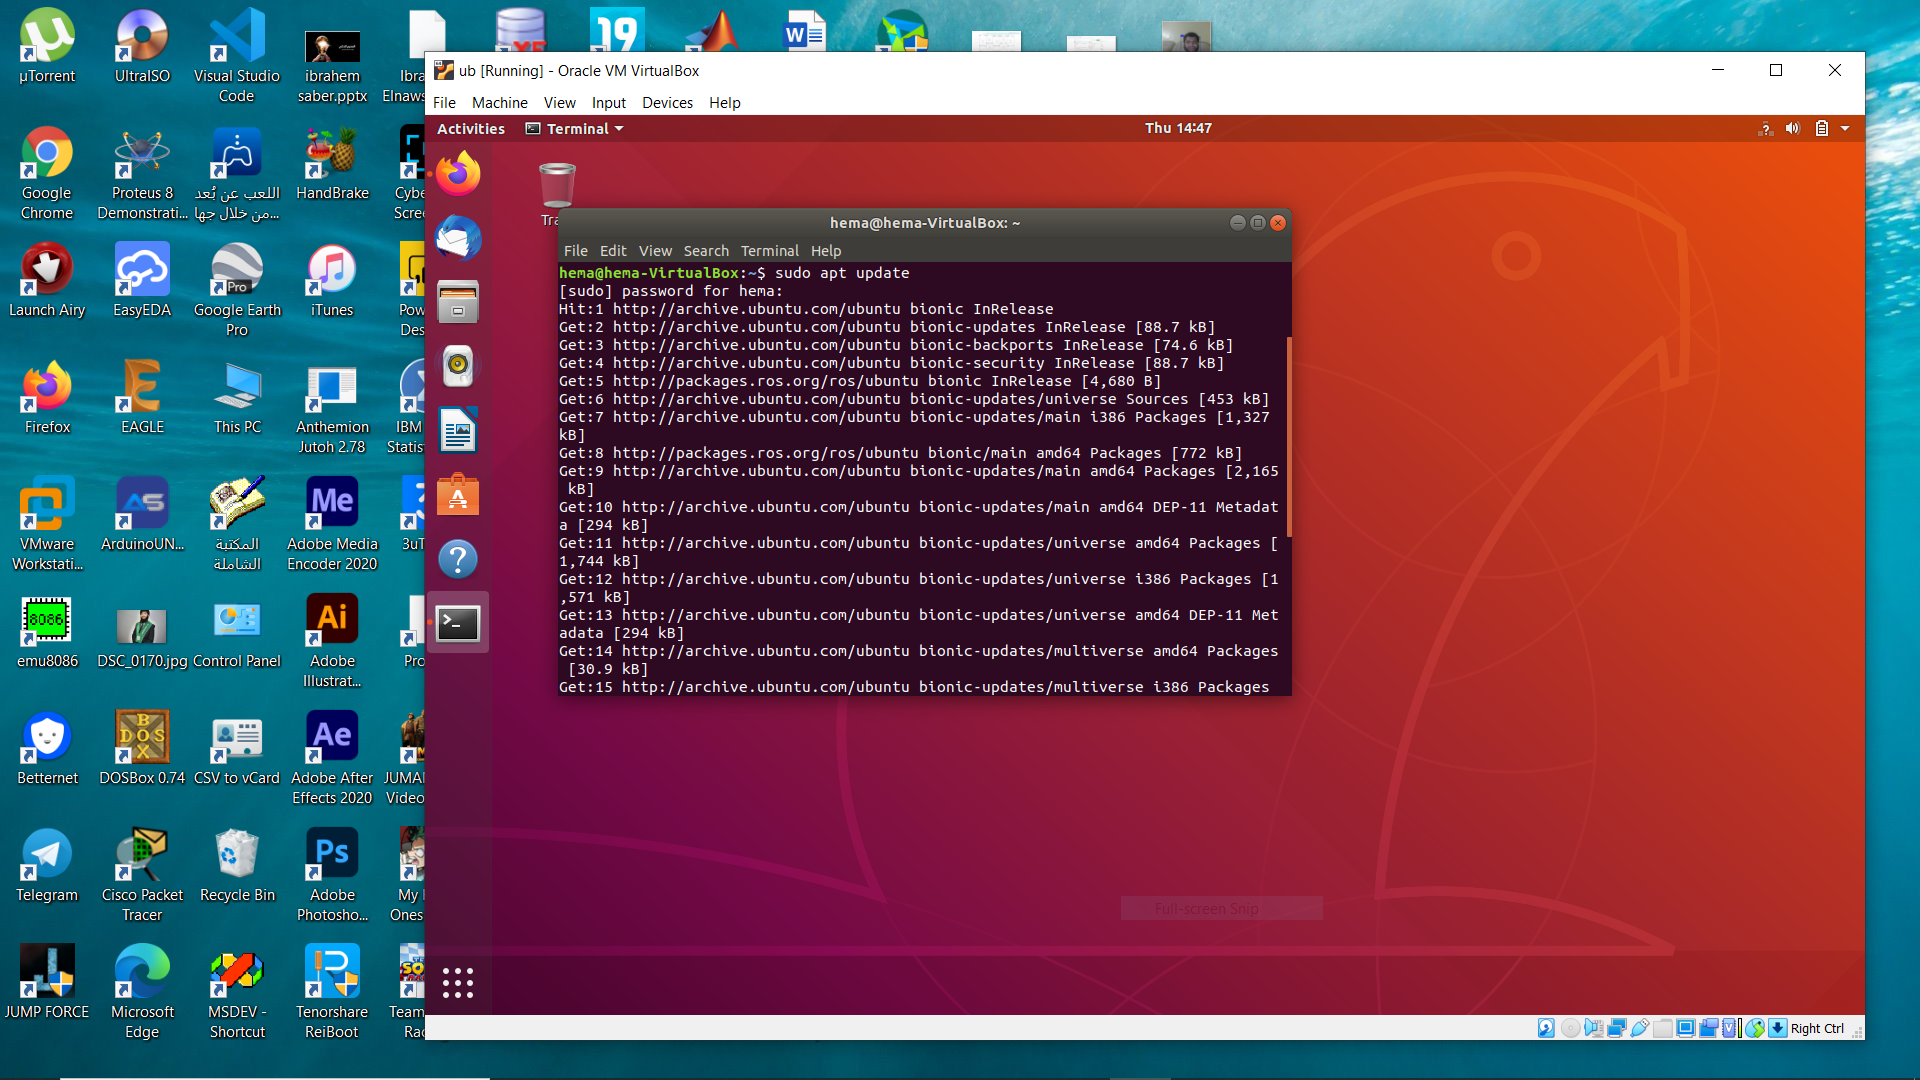 µTorrent
UltraISO
Visual Studio
Code
ibrahem
saber.pptx
Elnaws
19
W
Google
Chrome
Proteus 8
Demonstrati...
اللعب عن بُعد
من خلال جها...
HandBrake
Launch Airy
EasyEDA
Pro
Google Earth
Pro
iTunes
Firefox
EAGLE
This PC
Anthemion
Jutoh 2.78
IBM
VMware
Workstati...
AS
ArduinoUN...
المكتبة
الشاملة
Me
Adobe Media
Encoder 2020
8086
emu8086
DSC_0170.jpg
Control Panel
Ai
Adobe
Illustrat...
Betternet
BOX
DOS
DOSBox 0.74
CSV to vCard
Ae
Adobe After
Effects 2020
Video
Telegram
Cisco Packet
Tracer
Recycle Bin
Ps
Adobe
Photosho...
My
Ones
JUMP FORCE
Microsoft
Edge
MSDEV -
Shortcut
Tenorshare
ReiBoot
Team
ub [Running] - Oracle VM VirtualBox
File Machine View Input Devices Help
Activities Terminal Thu 14:47
hema@hema-VirtualBox: ~
File Edit View Search Terminal Help
hema@hema-VirtualBox:~$ sudo apt update
[sudo] password for hema:
Hit:1 http://archive.ubuntu.com/ubuntu bionic InRelease
Get:2 http://archive.ubuntu.com/ubuntu bionic-updates InRelease [88.7 kB]
Get:3 http://archive.ubuntu.com/ubuntu bionic-backports InRelease [74.6 kB]
Get:4 http://archive.ubuntu.com/ubuntu bionic-security InRelease [88.7 kB]
Get:5 http://packages.ros.org/ros/ubuntu bionic InRelease [4,680 B]
Get:6 http://archive.ubuntu.com/ubuntu bionic-updates/universe Sources [453 kB]
Get:7 http://archive.ubuntu.com/ubuntu bionic-updates/main i386 Packages [1,327
kB]
Get:8 http://packages.ros.org/ros/ubuntu bionic/main amd64 Packages [772 kB]
Get:9 http://archive.ubuntu.com/ubuntu bionic-updates/main amd64 Packages [2,165
kB]
Get:10 http://archive.ubuntu.com/ubuntu bionic-updates/main amd64 DEP-11 Metadat
a [294 kB]
Get:11 http://archive.ubuntu.com/ubuntu bionic-updates/universe amd64 Packages [
1,744 kB]
Get:12 http://archive.ubuntu.com/ubuntu bionic-updates/universe i386 Packages [1
,571 kB]
Get:13 http://archive.ubuntu.com/ubuntu bionic-updates/universe amd64 DEP-11 Met
adata [294 kB]
Get:14 http://archive.ubuntu.com/ubuntu bionic-updates/multiverse amd64 Packages
[30.9 kB]
Get:15 http://archive.ubuntu.com/ubuntu bionic-updates/multiverse i386 Packages
Full-screen Snip
Right Ctrl